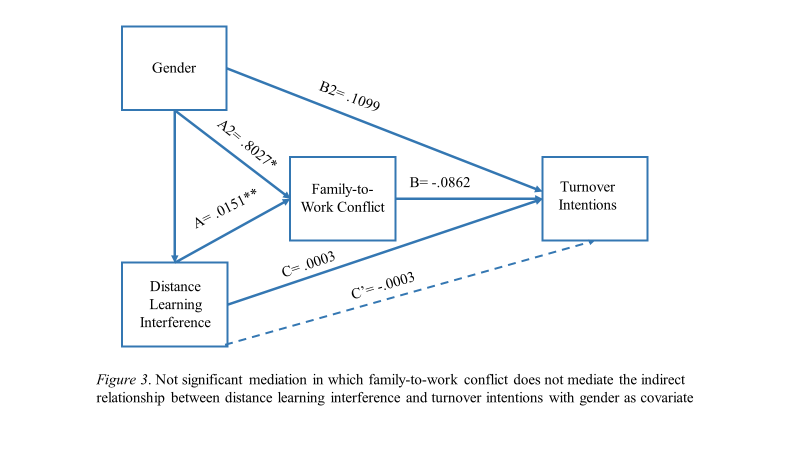 Gender
B2= .1099
A2= .8027*
Family-to-
Work Conflict
B= -.0862
Turnover
Intentions
A= .0151**
C= .0003
Distance
Learning
Interference
C’= -.0003
Figure 3. Not significant mediation in which family-to-work conflict does not mediate the indirect
relationship between distance learning interference and turnover intentions with gender as covariate